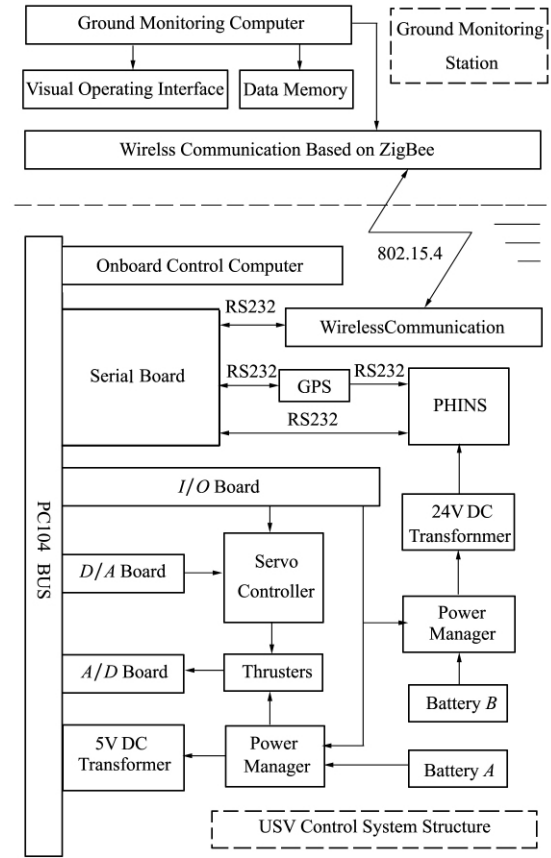 Ground Monitoring Computer
Ground Monitoring
Station
Visual Operating Interface
Data Memory
Wirelss Communication Based on ZigBee
802.15.4
PC104 BUS
Onboard Control Computer
RS232
WirelessCommunication
Serial Board
RS232
GPS
RS232
PHINS
RS232
I/O Board
24V DC
Transfornmer
D/A Board
Servo
Controller
Power
Manager
A/D Board
Thrusters
Battery B
5V DC
Transformer
Power
Manager
Battery A
USV Control System Structure